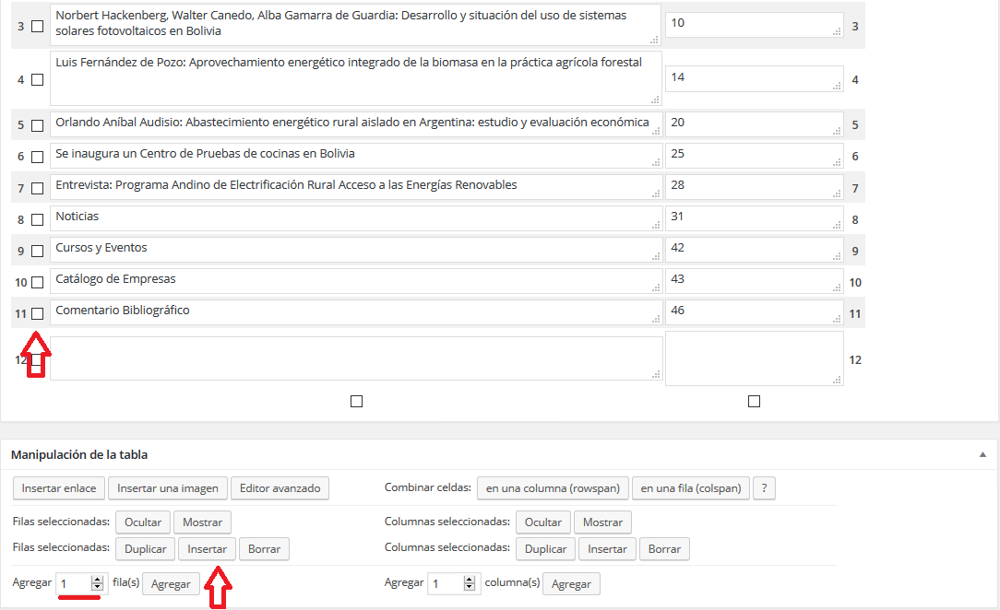 3 Norbert Hackenberg, Walter Canedo, Alba Gamarra de Guardia: Desarrollo y situación del uso de sistemas 10 3
solares fotovoltaicos en Bolivia
4 Luis Fernández de Pozo: Aprovechamiento energético integrado de la biomasa en la práctica agrícola forestal 14 4
5 Orlando Aníbal Audisio: Abastecimiento energético rural aislado en Argentina: estudio y evaluación económica 20 5
6 Se inaugura un Centro de Pruebas de cocinas en Bolivia 25 6
7 Entrevista: Programa Andino de Electrificación Rural Acceso a las Energías Renovables 28 7
8 Noticias 31 8
9 Cursos y Eventos 42 9
10 Catálogo de Empresas 43 10
11 Comentario Bibliográfico 46 11
12 12
Manipulación de la tabla
Insertar enlace Insertar una imagen Editor avanzado Combinar celdas: en una columna (rowspan) en una fila (colspan) ?
Filas seleccionadas: Ocultar Mostrar Columnas seleccionadas: Ocultar Mostrar
Filas seleccionadas: Duplicar Insertar Borrar Columnas seleccionadas: Duplicar Insertar Borrar
Agregar 1 fila(s) Agregar Agregar 1 columna(s) Agregar